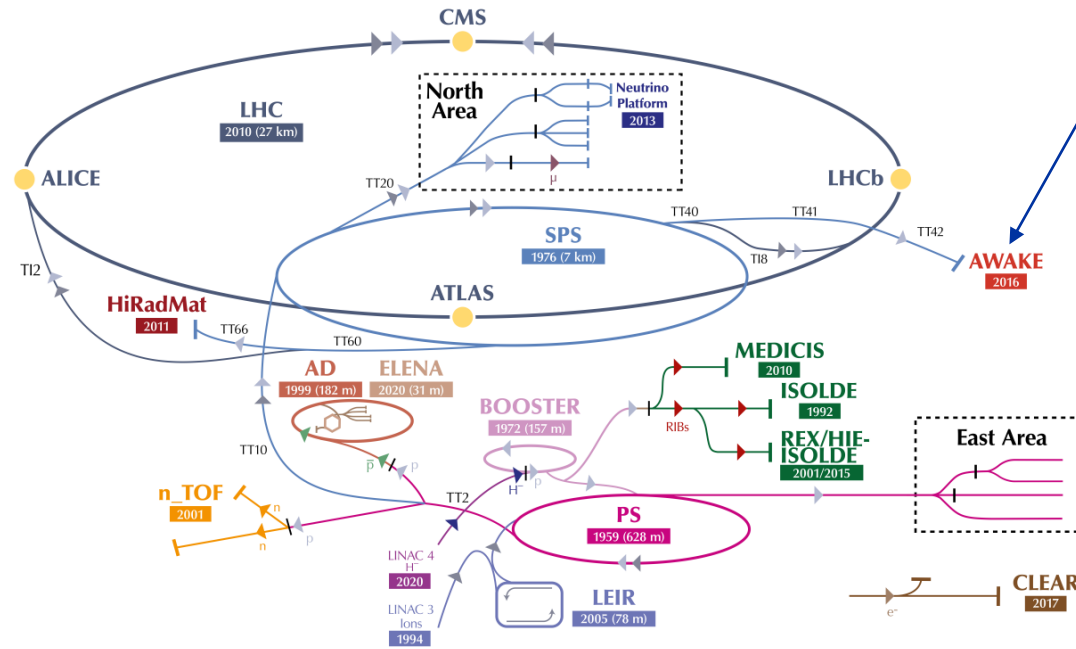 CMS
North
Area
Neutrino
Platform
2013
LHC
2010 (27 km)
μ
ALICE
TT20
LHCb
TT40
TT41
TT42
SPS
1976 (7 km)
TI8
AWAKE
2016
TI2
ATLAS
HiRadMat
2011
TT66
TT60
AD
1999 (182 m)
ELENA
2020 (31 m)
MEDICIS
2010
BOOSTER
1972 (157 m)
ISOLDE
1992
RIBs
REX/HIE-
ISOLDE
2001/2015
East Area
TT10
p̅
p
TT2
H⁻
p
n_TOF
2001
n
n
p
PS
1959 (628 m)
LINAC 4
H⁻
2020
LINAC 3
Ions
1994
LEIR
2005 (78 m)
CLEAR
2017
e⁻